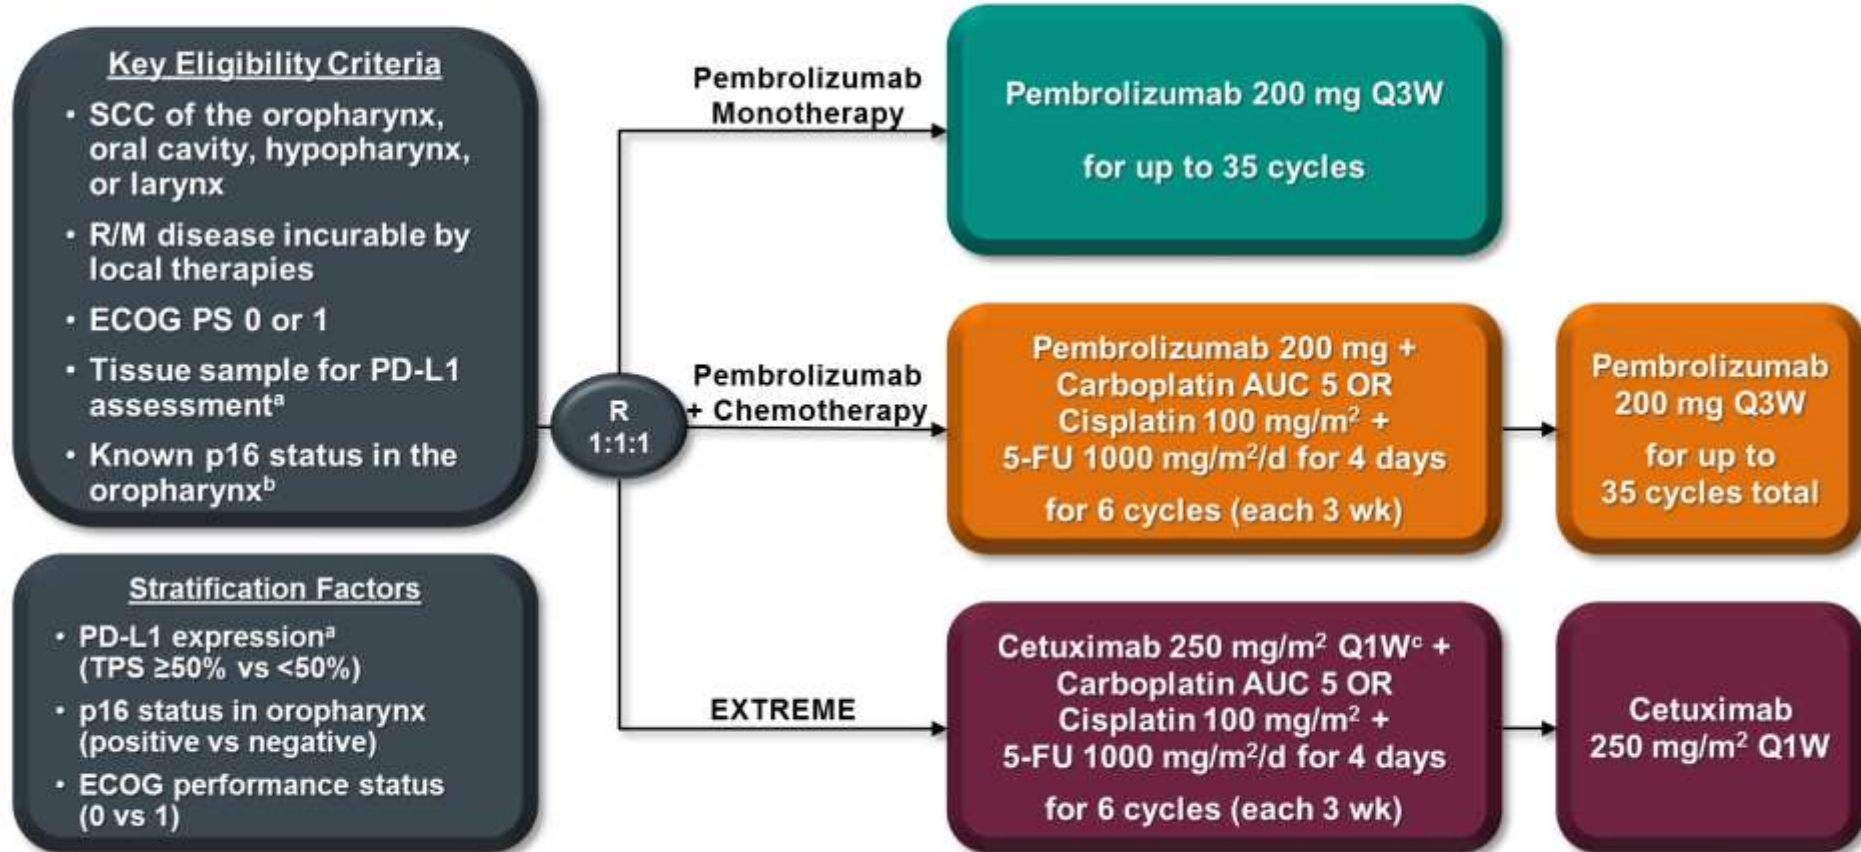 Key Eligibility Criteria
• SCC of the oropharynx,
oral cavity, hypopharynx,
or larynx
• R/M disease incurable by
local therapies
• ECOG PS 0 or 1
• Tissue sample for PD-L1
assessmentᵃ
• Known p16 status in the
oropharynxᵇ
Stratification Factors
• PD-L1 expressionᵃ
(TPS ≥50% vs <50%)
• p16 status in oropharynx
(positive vs negative)
• ECOG performance status
(0 vs 1)
R
1:1:1
Pembrolizumab
Monotherapy
Pembrolizumab 200 mg Q3W
for up to 35 cycles
Pembrolizumab
+ Chemotherapy
Pembrolizumab 200 mg +
Carboplatin AUC 5 OR
Cisplatin 100 mg/m² +
5-FU 1000 mg/m²/d for 4 days
for 6 cycles (each 3 wk)
Pembrolizumab
200 mg Q3W
for up to
35 cycles total
EXTREME
Cetuximab 250 mg/m² Q1Wᶜ +
Carboplatin AUC 5 OR
Cisplatin 100 mg/m² +
5-FU 1000 mg/m²/d for 4 days
for 6 cycles (each 3 wk)
Cetuximab
250 mg/m² Q1W